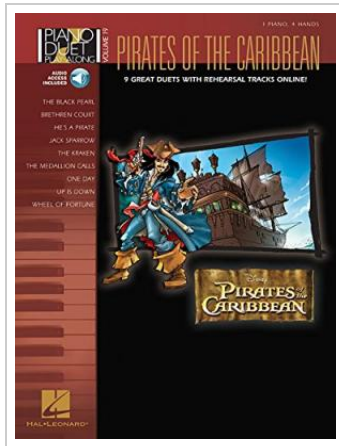 1 PIANO, 4 HANDS
PIANO
DUET
PLAY-ALONG
VOLUME 19
PIRATES OF THE CARIBBEAN
AUDIO
ACCESS
INCLUDED
9 GREAT DUETS WITH REHEARSAL TRACKS ONLINE!
THE BLACK PEARL
BRETHREN COURT
HE'S A PIRATE
JACK SPARROW
THE KRAKEN
THE MEDALLION CALLS
ONE DAY
UP IS DOWN
WHEEL OF FORTUNE
DISNEY
PIRATES of the
CARIBBEAN
HAL•LEONARD®